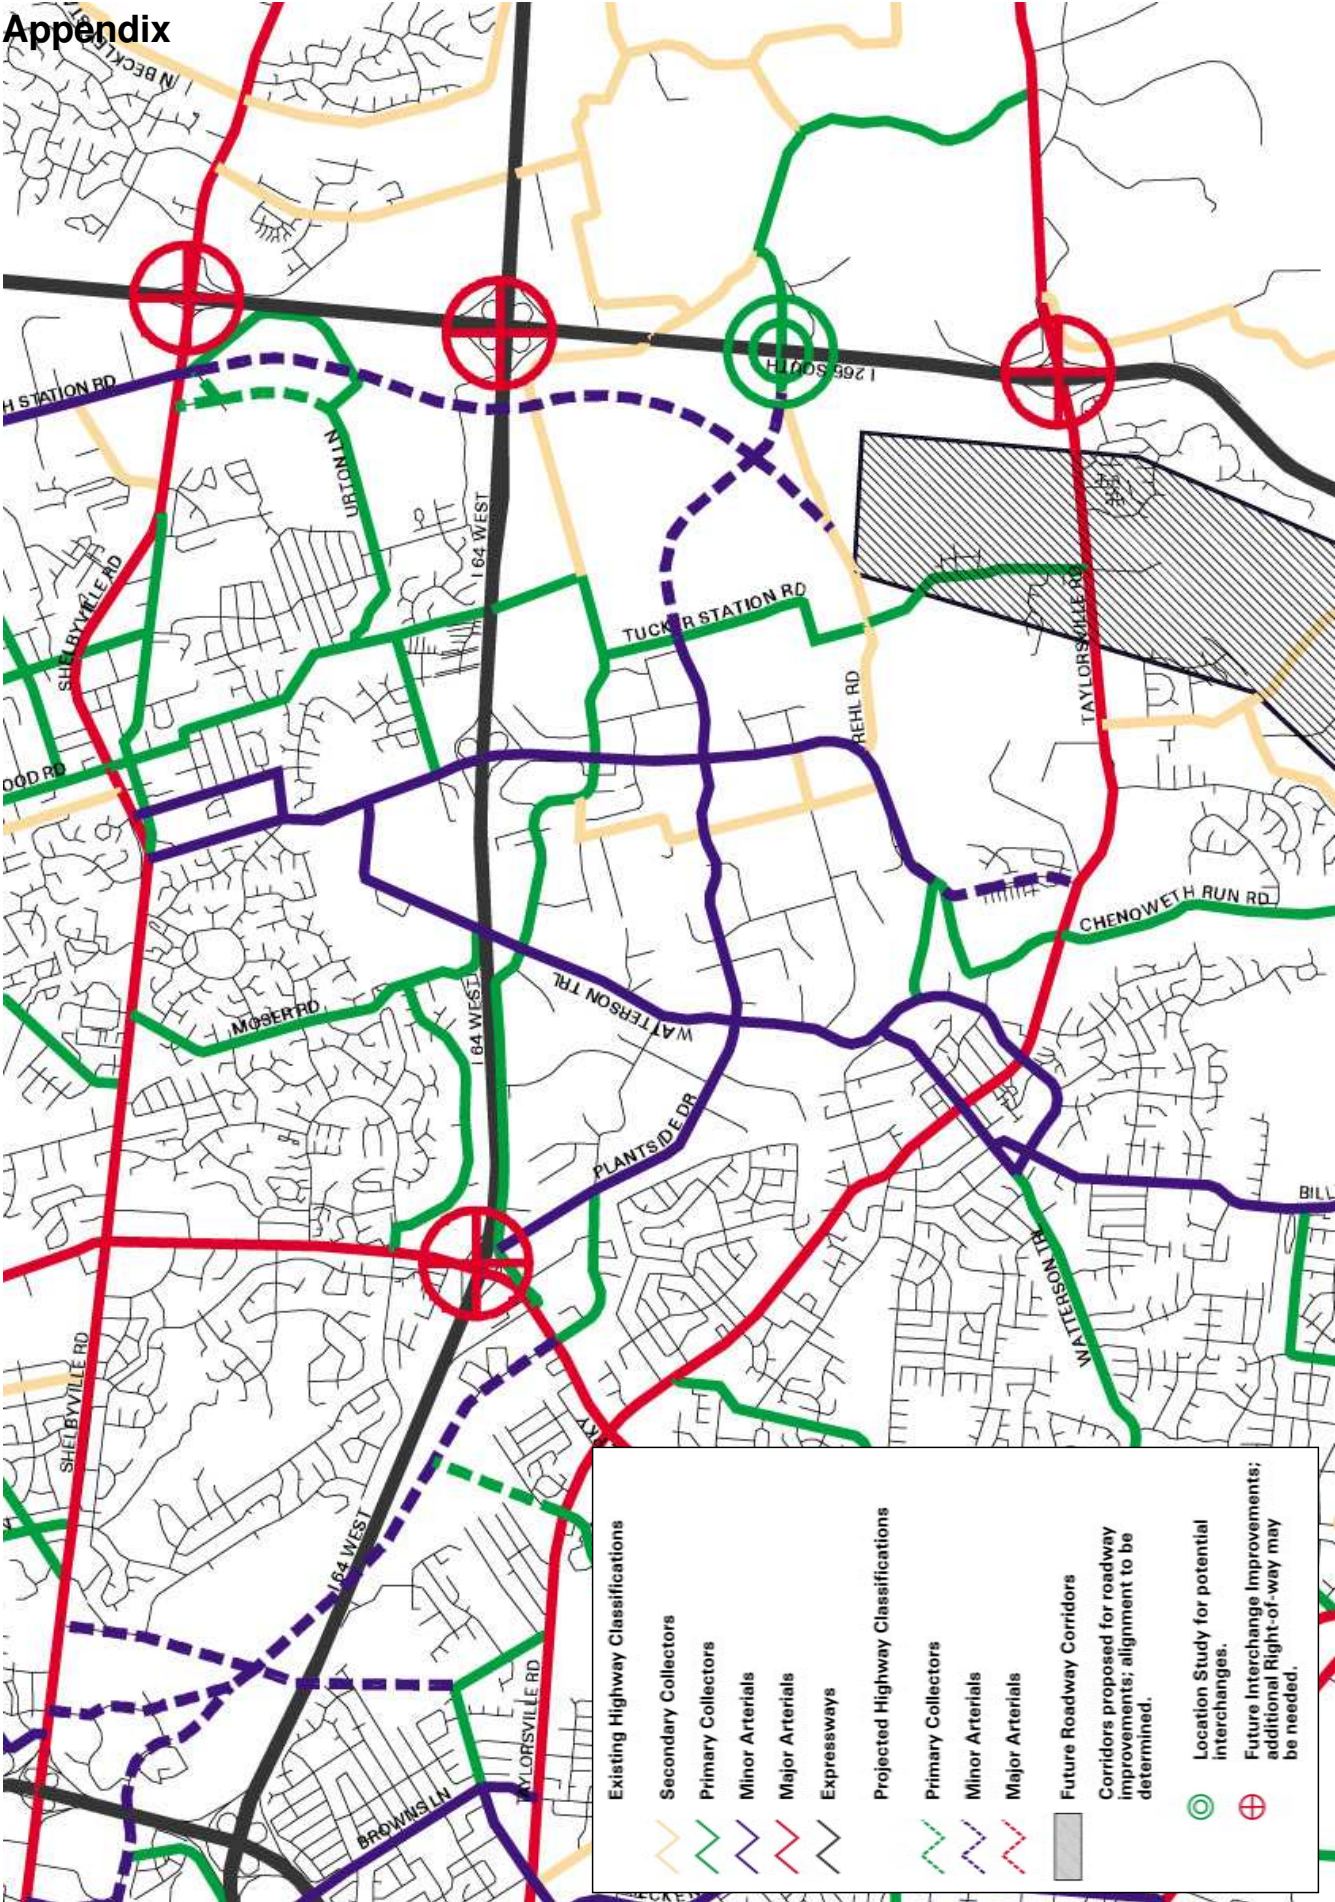 Appendix
N BECKLEY ST
H STATION RD
URTON LN
I 64 WEST
I 266 SOUTH
SHELBYVILLE RD
TUCKER STATION RD
TAYLORSVILLE RD
REHL RD
OOD RD
CHENOWETH RUN RD
MOSER RD
I 64 WEST
WATTERSON TRL
PLANTSIDE DR
BILL
WATTERSON TRL
SHELBYVILLE RD
KY
I 64 WEST
TAYLORSVILLE RD
BROWNS LN
Existing Highway Classifications
Secondary Collectors
Primary Collectors
Minor Arterials
Major Arterials
Expressways
Projected Highway Classifications
Primary Collectors
Minor Arterials
Major Arterials
Future Roadway Corridors
Corridors proposed for roadway
improvements; alignment to be
determined.
Location Study for potential
interchanges.
Future Interchange Improvements;
additional Right-of-way may
be needed.